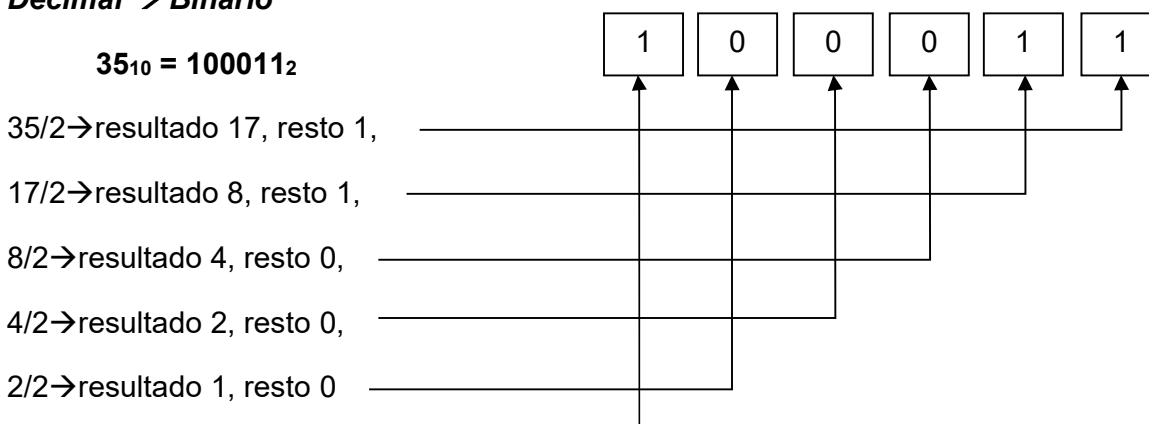 Decimal → Binário
1 0 0 0 1 1
35₁₀ = 100011₂
35/2→resultado 17, resto 1,
17/2→resultado 8, resto 1,
8/2→resultado 4, resto 0,
4/2→resultado 2, resto 0,
2/2→resultado 1, resto 0